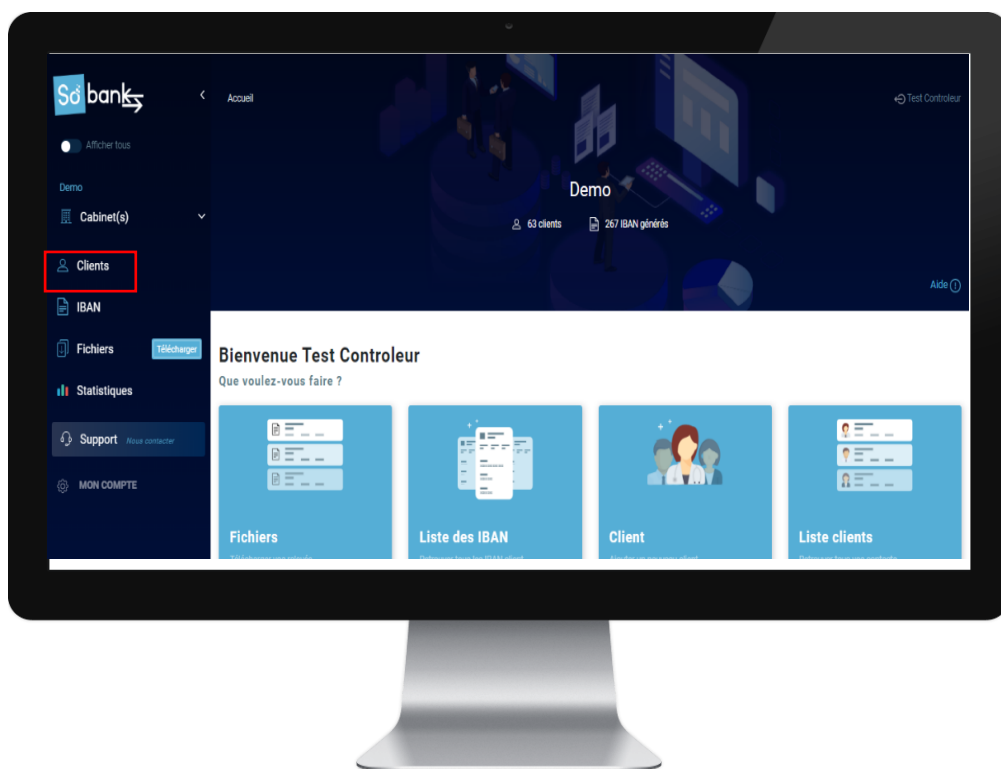 So bank
Accueil
Test Controleur
Afficher tous
Demo
Cabinet(s)
Demo
63 clients
267 IBAN générés
Clients
Aide
IBAN
Fichiers
Télécharger
Statistiques
Support
Nous contacter
MON COMPTE
Bienvenue Test Controleur
Que voulez-vous faire ?
Fichiers
Liste des IBAN
Client
Liste clients